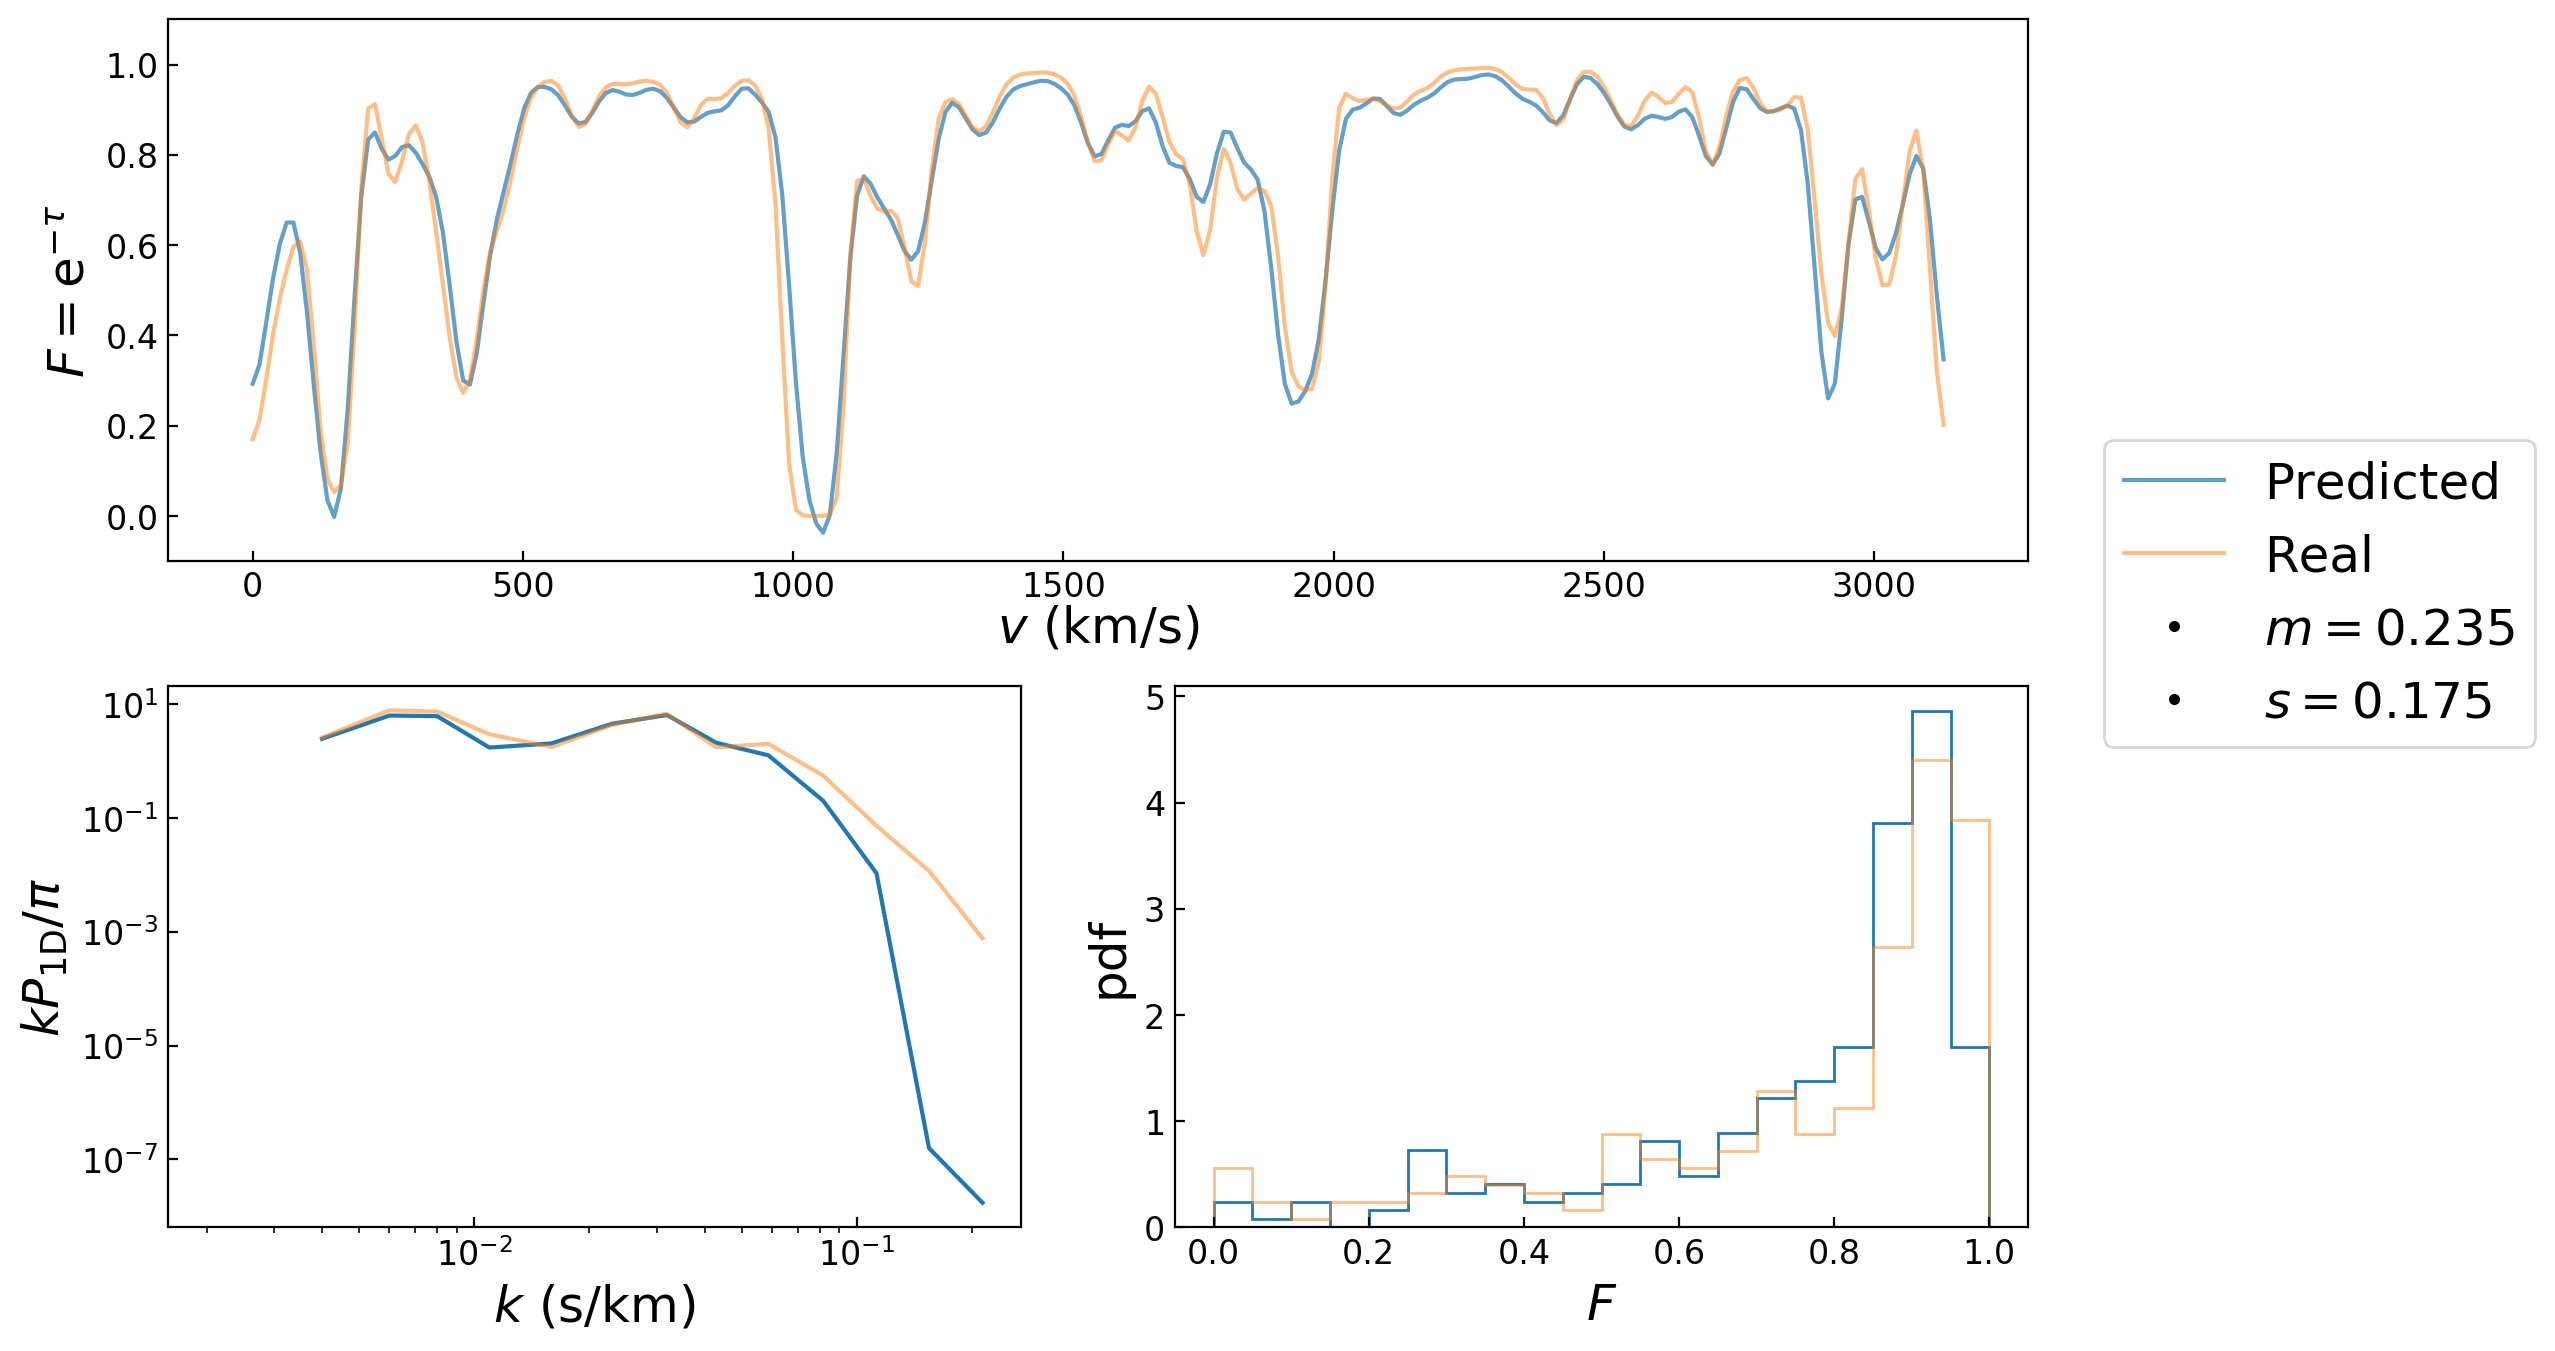 1.0
0.8
0.6
0.4
0.2
0.0
F = e^{−τ}
0 500 1000 1500 2000 2500 3000
v (km/s)
Predicted
Real
m = 0.235
s = 0.175
10^1
10^{−1}
10^{−3}
10^{−5}
10^{−7}
kP_{1D}/π
10^{−2} 10^{−1}
k (s/km)
5
4
3
2
1
0
pdf
0.0 0.2 0.4 0.6 0.8 1.0
F